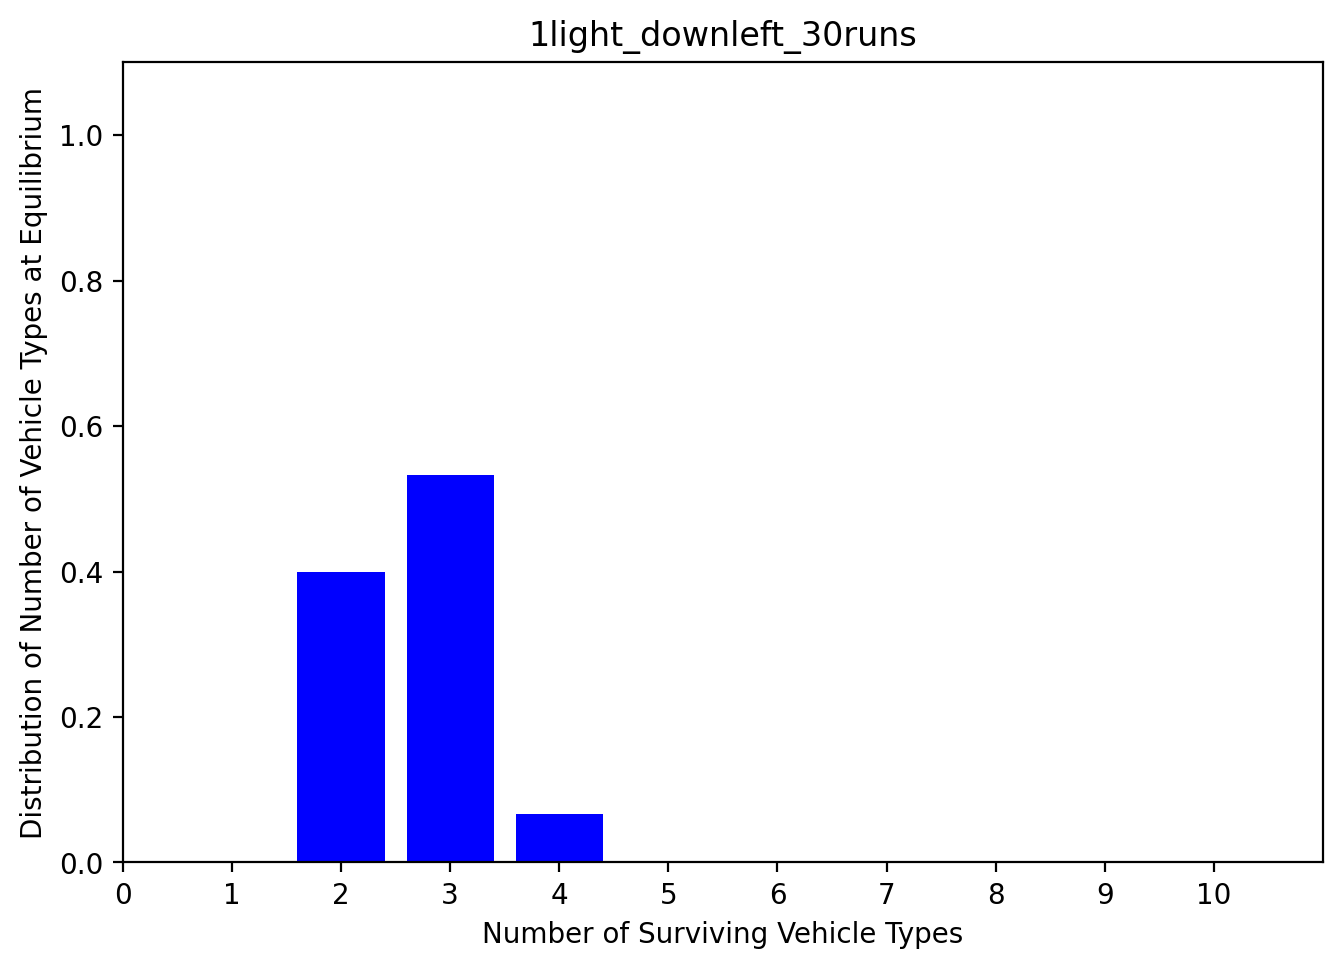 1light_downleft_30runs
Distribution of Number of Vehicle Types at Equilibrium
1.0
0.8
0.6
0.4
0.2
0.0
0 1 2 3 4 5 6 7 8 9 10
Number of Surviving Vehicle Types